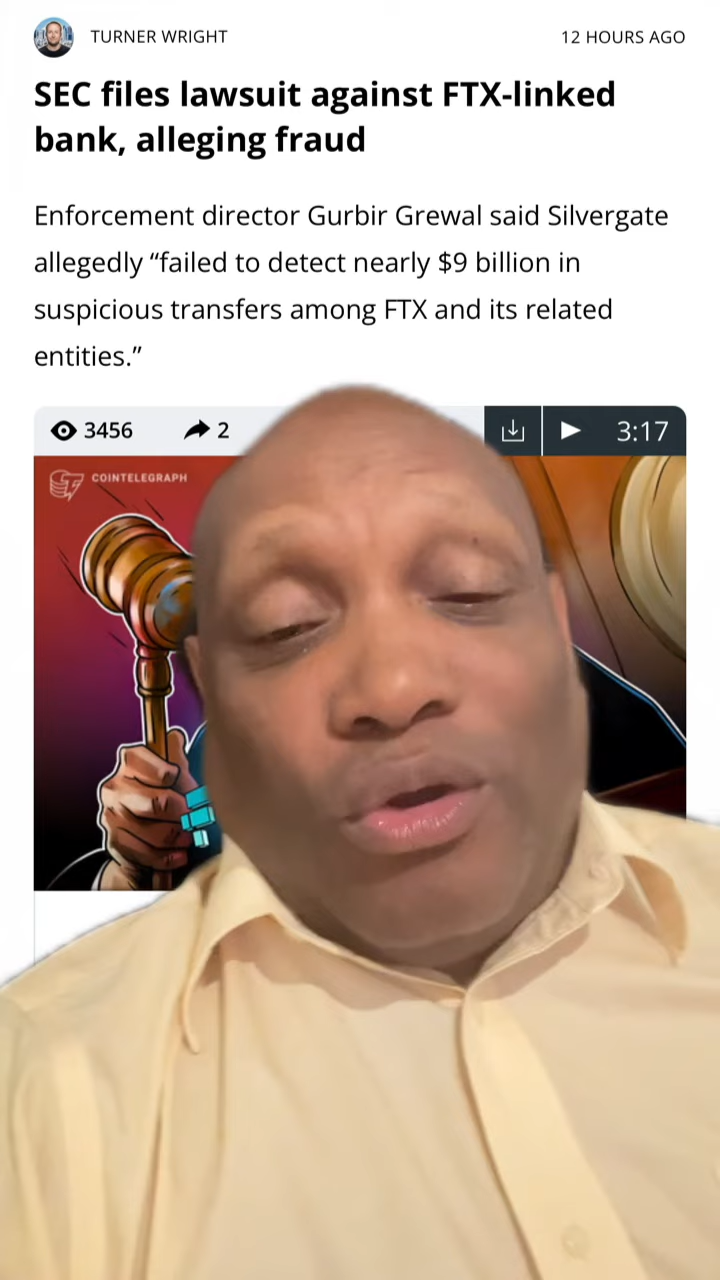 TURNER WRIGHT
12 HOURS AGO
SEC files lawsuit against FTX-linked
bank, alleging fraud
Enforcement director Gurbir Grewal said Silvergate
allegedly “failed to detect nearly $9 billion in
suspicious transfers among FTX and its related
entities.”
3456
2
3:17
COINTELEGRAPH